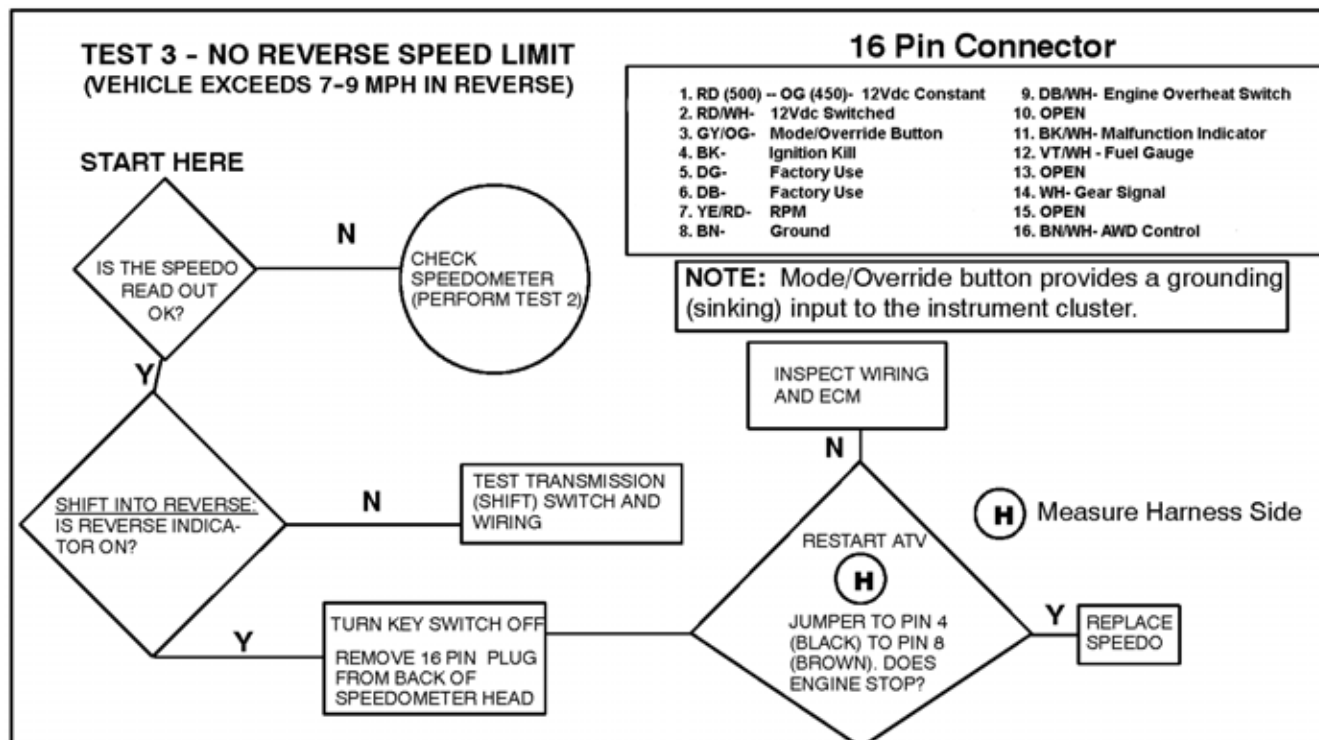 TEST 3 - NO REVERSE SPEED LIMIT
(VEHICLE EXCEEDS 7-9 MPH IN REVERSE)
16 Pin Connector
1. RD (500) -- OG (450)- 12Vdc Constant
2. RD/WH- 12Vdc Switched
3. GY/OG- Mode/Override Button
4. BK- Ignition Kill
5. DG- Factory Use
6. DB- Factory Use
7. YE/RD- RPM
8. BN- Ground
9. DB/WH- Engine Overheat Switch
10. OPEN
11. BK/WH- Malfunction Indicator
12. VT/WH - Fuel Gauge
13. OPEN
14. WH- Gear Signal
15. OPEN
16. BN/WH- AWD Control
NOTE: Mode/Override button provides a grounding
(sinking) input to the instrument cluster.
START HERE
IS THE SPEEDO
READ OUT
OK?
N
CHECK
SPEEDOMETER
(PERFORM TEST 2)
Y
SHIFT INTO REVERSE:
IS REVERSE INDICA-
TOR ON?
N
TEST TRANSMISSION
(SHIFT) SWITCH AND
WIRING
Y
TURN KEY SWITCH OFF
REMOVE 16 PIN PLUG
FROM BACK OF
SPEEDOMETER HEAD
RESTART ATV
H
JUMPER TO PIN 4
(BLACK) TO PIN 8
(BROWN). DOES
ENGINE STOP?
N
INSPECT WIRING
AND ECM
Y
REPLACE
SPEEDO
H Measure Harness Side